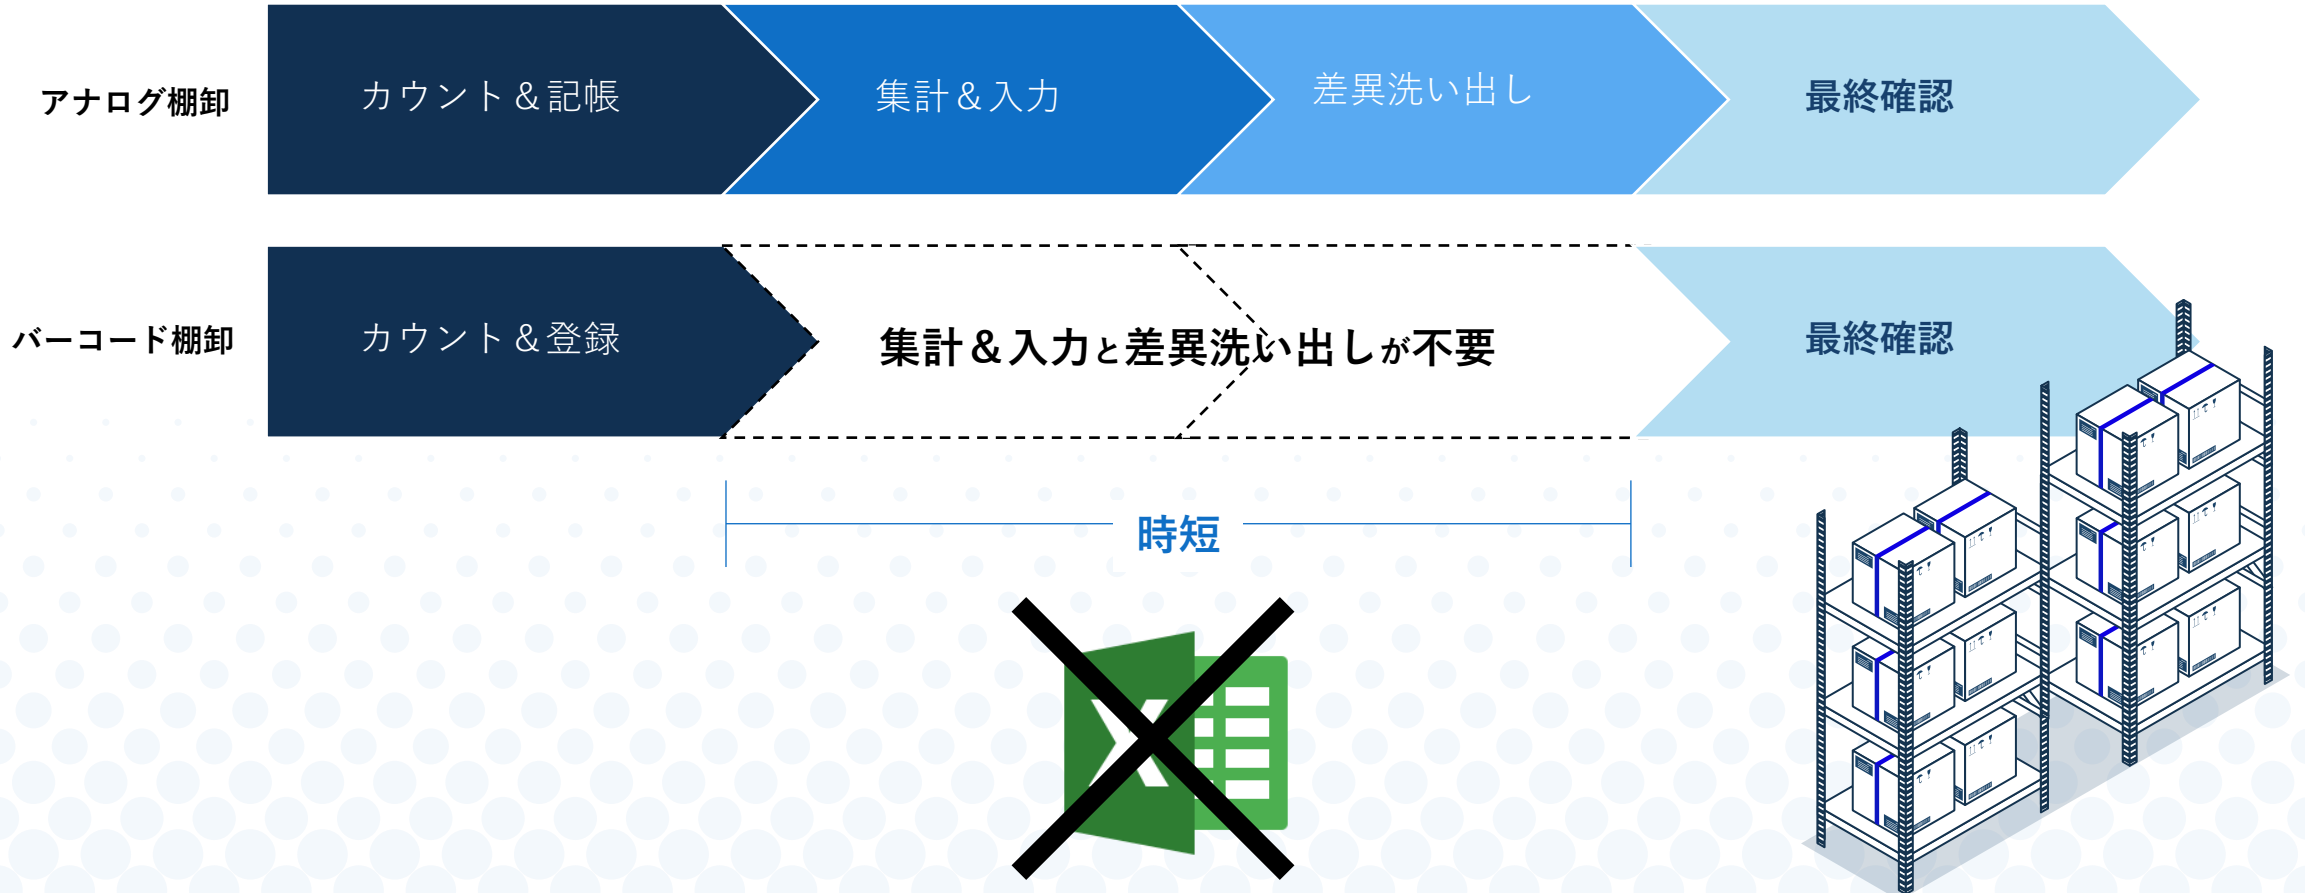 アナログ棚卸
カウント＆記帳
集計＆入力
差異洗い出し
最終確認
バーコード棚卸
カウント＆登録
集計＆入力と差異洗い出しが不要
最終確認
時短
X